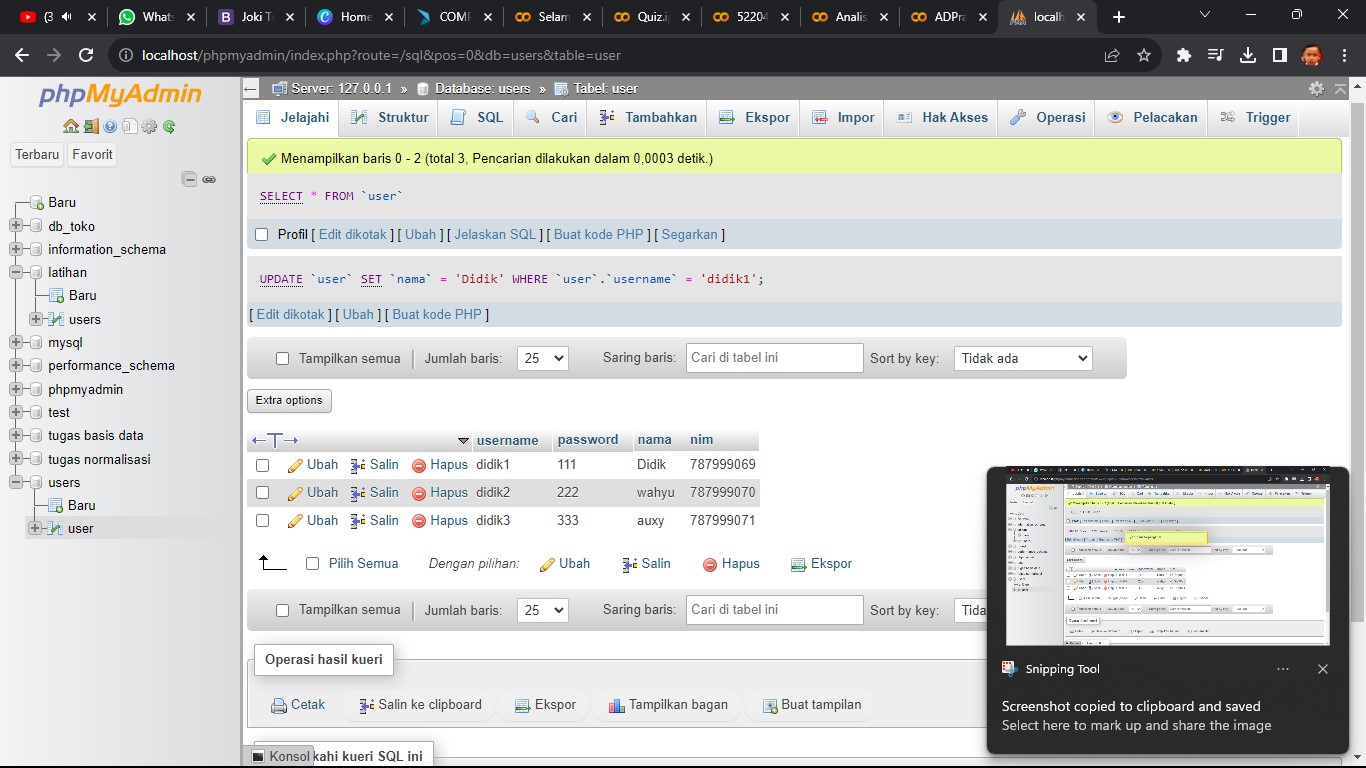 (3
Whats
Joki T
Home
COMF
Selam
Quiz.i
52204
Analis
ADPra
localh
localhost/phpmyadmin/index.php?route=/sql&pos=0&db=users&table=user
phpMyAdmin
Terbaru Favorit
Baru
db_toko
information_schema
latihan
Baru
users
mysql
performance_schema
phpmyadmin
test
tugas basis data
tugas normalisasi
users
Baru
user
Server: 127.0.0.1 » Database: users » Tabel: user
Jelajahi Struktur SQL Cari Tambahkan Ekspor Impor Hak Akses Operasi Pelacakan Trigger
Menampilkan baris 0 - 2 (total 3, Pencarian dilakukan dalam 0,0003 detik.)
SELECT * FROM `user`
Profil [ Edit dikotak ] [ Ubah ] [ Jelaskan SQL ] [ Buat kode PHP ] [ Segarkan ]
UPDATE `user` SET `nama` = 'Didik' WHERE `user`.`username` = 'didik1';
[ Edit dikotak ] [ Ubah ] [ Buat kode PHP ]
Tampilkan semua Jumlah baris: 25 Saring baris: Cari di tabel ini Sort by key: Tidak ada
Extra options
←T→ username password nama nim
Ubah Salin Hapus didik1 111 Didik 787999069
Ubah Salin Hapus didik2 222 wahyu 787999070
Ubah Salin Hapus didik3 333 auxy 787999071
Pilih Semua Dengan pilihan: Ubah Salin Hapus Ekspor
Tampilkan semua Jumlah baris: 25 Saring baris: Cari di tabel ini Sort by key: Tida
Operasi hasil kueri
Cetak Salin ke clipboard Ekspor Tampilkan bagan Buat tampilan
Konsol kahi kueri SQL ini
Snipping Tool
Screenshot copied to clipboard and saved
Select here to mark up and share the image